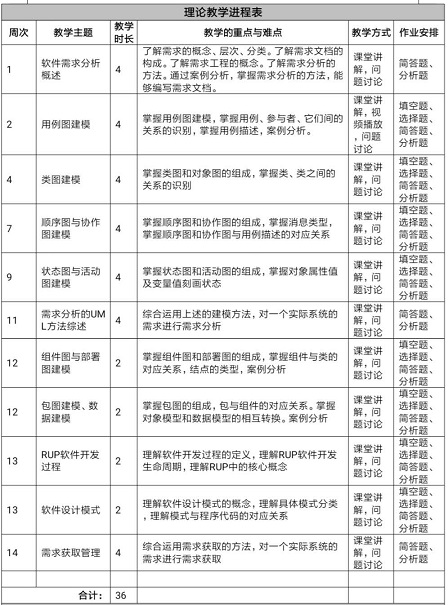 理论教学进程表
周次 教学主题 教学时长 教学的重点与难点 教学方式 作业安排
1 软件需求分析概述 4 了解需求的概念、层次、分类。了解需求文档的构成。了解需求工程的概念。了解需求分析的方法。通过案例分析，掌握需求分析的方法，能够编写需求文档。 课堂讲解，问题讨论 简答题、分析题
2 用例图建模 4 掌握用例图建模，掌握用例、参与者、它们间的关系的识别，掌握用例描述，案例分析。 课堂讲解，视频播放，问题讨论 填空题、选择题、简答题、分析题
4 类图建模 4 掌握类图和对象图的组成，掌握类、类之间的关系的识别 课堂讲解，问题讨论 填空题、选择题、简答题、分析题
7 顺序图与协作图建模 4 掌握顺序图和协作图的组成，掌握消息类型，掌握顺序图和协作图与用例描述的对应关系 课堂讲解，问题讨论 填空题、选择题、简答题、分析题
9 状态图与活动图建模 4 掌握状态图和活动图的组成，掌握对象属性值及变量值刻画状态 课堂讲解，问题讨论 填空题、选择题、简答题、分析题
11 需求分析的UML方法综述 4 综合运用上述的建模方法，对一个实际系统的需求进行需求分析 课堂讲解，问题讨论 简答题、分析题
12 组件图与部署图建模 2 掌握组件图和部署图的组成，掌握组件与类的对应关系，结点的类型，案例分析 课堂讲解，问题讨论 填空题、选择题、简答题、分析题
12 包图建模、数据建模 2 掌握包图的组成，包与组件的对应关系。掌握对象模型和数据模型的相互转换。案例分析 课堂讲解，问题讨论 填空题、选择题、简答题、分析题
13 RUP软件开发过程 2 理解软件开发过程的定义，理解RUP软件开发生命周期，理解RUP中的核心概念 课堂讲解，问题讨论 填空题、选择题、简答题、分析题
13 软件设计模式 2 理解软件设计模式的概念，理解具体模式分类，理解模式与程序代码的对应关系 课堂讲解，问题讨论 填空题、选择题、简答题、分析题
14 需求获取管理 4 综合运用需求获取的方法，对一个实际系统的需求进行需求获取 课堂讲解，问题讨论 简答题、分析题
合计： 36